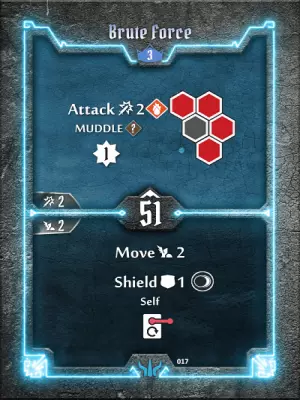 Brute Force
3
Attack 2
MUDDLE ?
1
2
51
2
Move 2
Shield 1
Self
017